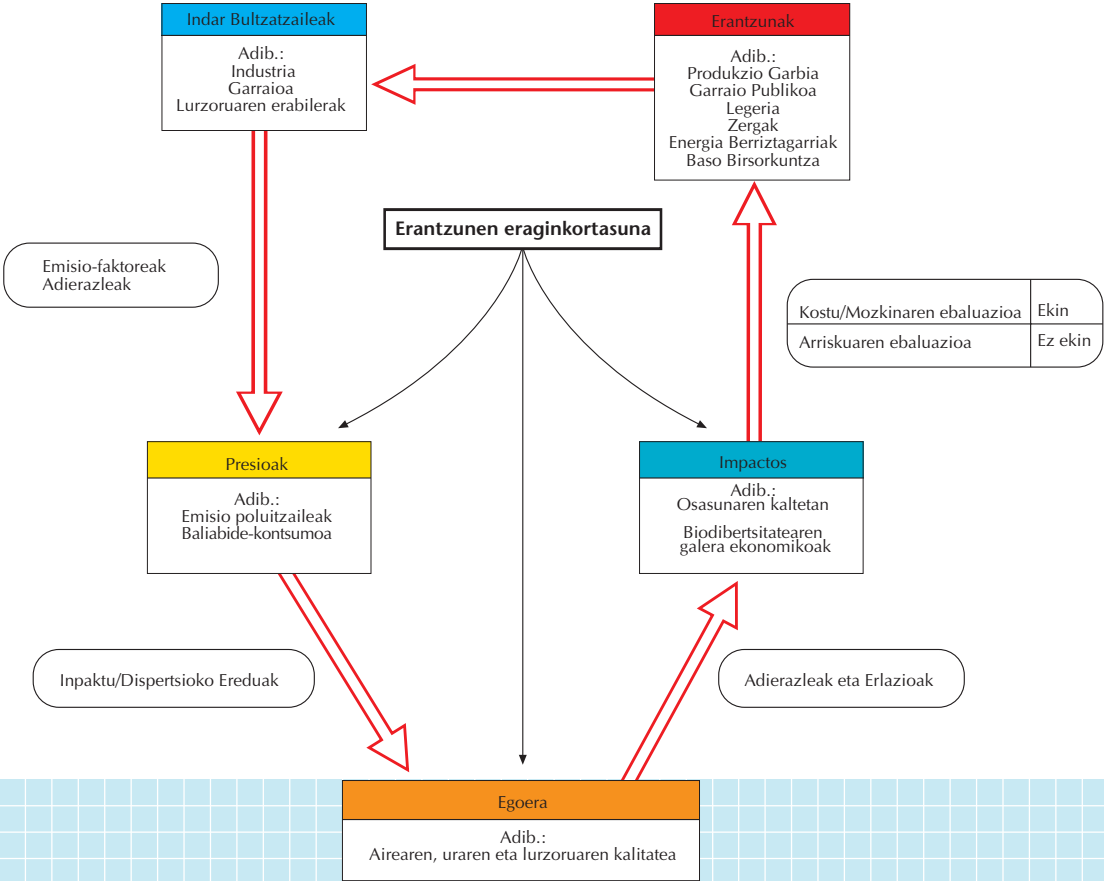 Indar Bultzatzaileak
Adib.:
Industria
Garraioa
Lurzoruaren erabilerak
Erantzunak
Adib.:
Produkzio Garbia
Garraio Publikoa
Legeria
Zergak
Energia Berriztagarriak
Baso Birsorkuntza
Erantzunen eraginkortasuna
Emisio-faktoreak
Adierazleak
Kostu/Mozkinaren ebaluazioa Ekin
Arriskuaren ebaluazioa Ez ekin
Presioak
Adib.:
Emisio poluitzaileak
Baliabide-kontsumoa
Impactos
Adib.:
Osasunaren kaltetan
Biodibertsitatearen
galera ekonomikoak
Inpaktu/Dispertsioko Ereduak
Adierazleak eta Erlazioak
Egoera
Adib.:
Airearen, uraren eta lurzoruaren kalitatea